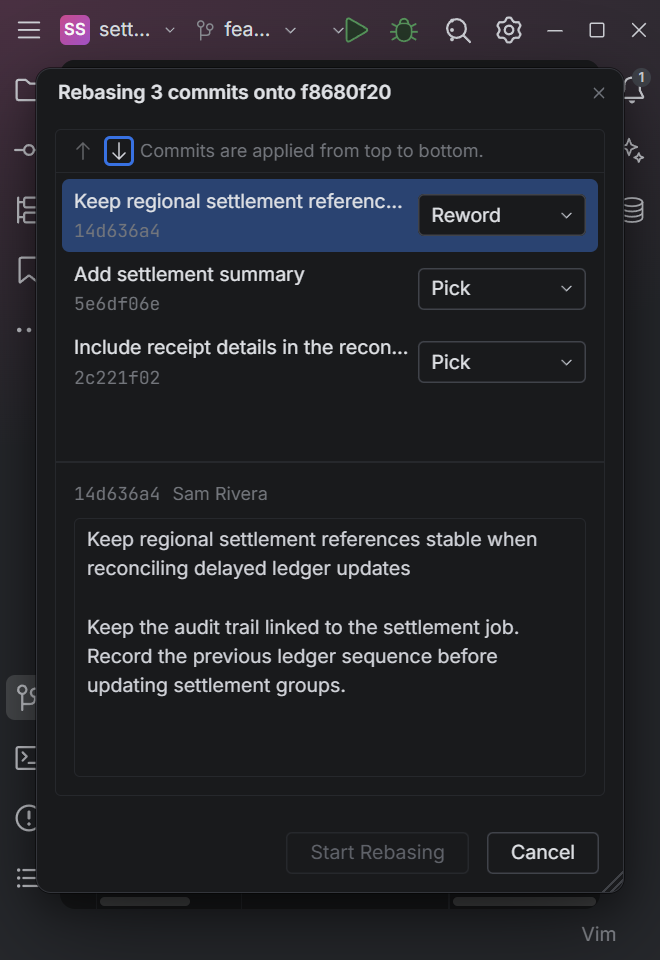 SS sett... fea...
1
Rebasing 3 commits onto f8680f20
Commits are applied from top to bottom.
Keep regional settlement referenc... Reword
14d636a4
Add settlement summary Pick
5e6df06e
Include receipt details in the recon... Pick
2c221f02
14d636a4 Sam Rivera
Keep regional settlement references stable when
reconciling delayed ledger updates
Keep the audit trail linked to the settlement job.
Record the previous ledger sequence before
updating settlement groups.
Start Rebasing Cancel
Vim